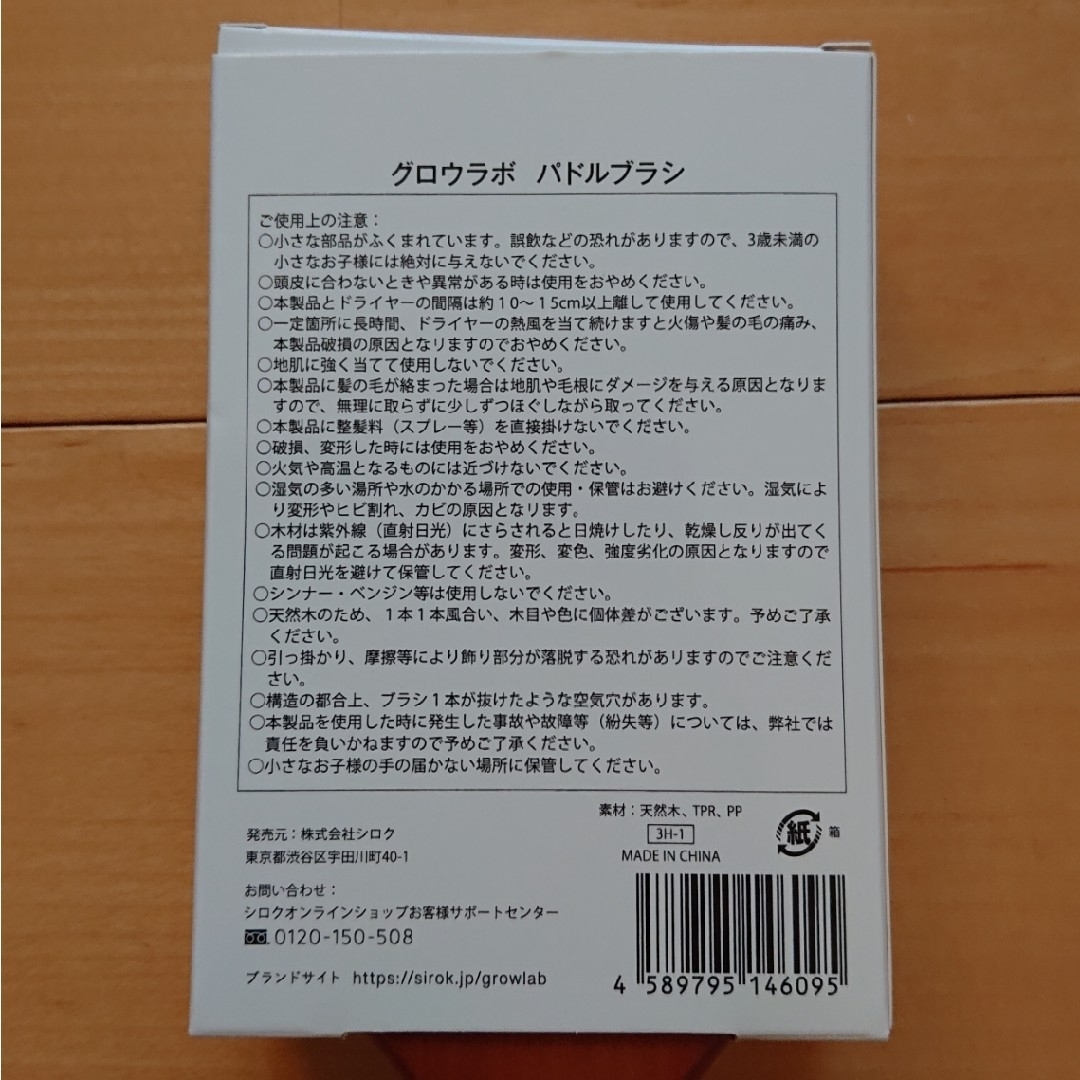 グロウラボ パドルブラシ
ご使用上の注意：
○小さな部品がふくまれています。誤飲などの恐れがありますので、3歳未満の
小さなお子様には絶対に与えないでください。
○頭皮に合わないときや異常がある時は使用をおやめください。
○本製品とドライヤーの間隔は約10〜15cm以上離して使用してください。
○一定箇所に長時間、ドライヤーの熱風を当て続けますと火傷や髪の毛の痛み、
本製品破損の原因となりますのでおやめください。
○地肌に強く当てて使用しないでください。
○本製品に髪の毛が絡まった場合は地肌や毛根にダメージを与える原因となりま
すので、無理に取らずに少しずつほぐしながら取ってください。
○本製品に整髪料（スプレー等）を直接掛けないでください。
○破損、変形した時には使用をおやめください。
○火気や高温となるものには近づけないでください。
○湿気の多い湯所や水のかかる場所での使用・保管はお避けください。湿気によ
り変形やヒビ割れ、カビの原因となります。
○木材は紫外線（直射日光）にさらされると日焼けしたり、乾燥し反りが出てく
る問題が起こる場合があります。変形、変色、強度劣化の原因となりますので
直射日光を避けて保管してください。
○シンナー・ベンジン等は使用しないでください。
○天然木のため、1本1本風合い、木目や色に個体差がございます。予めご了承
ください。
○引っ掛かり、摩擦等により飾り部分が落脱する恐れがありますのでご注意くだ
さい。
○構造の都合上、ブラシ1本が抜けたような空気穴があります。
○本製品を使用した時に発生した事故や故障等（紛失等）については、弊社では
責任を負いかねますので予めご了承ください。
○小さなお子様の手の届かない場所に保管してください。
素材：天然木、TPR、PP
3H-1
MADE IN CHINA
紙 箱
発売元：株式会社シロク
東京都渋谷区宇田川町40-1
お問い合わせ：
シロクオンラインショップお客様サポートセンター
0120-150-508
ブランドサイト https://sirok.jp/growlab
4 589795 146095